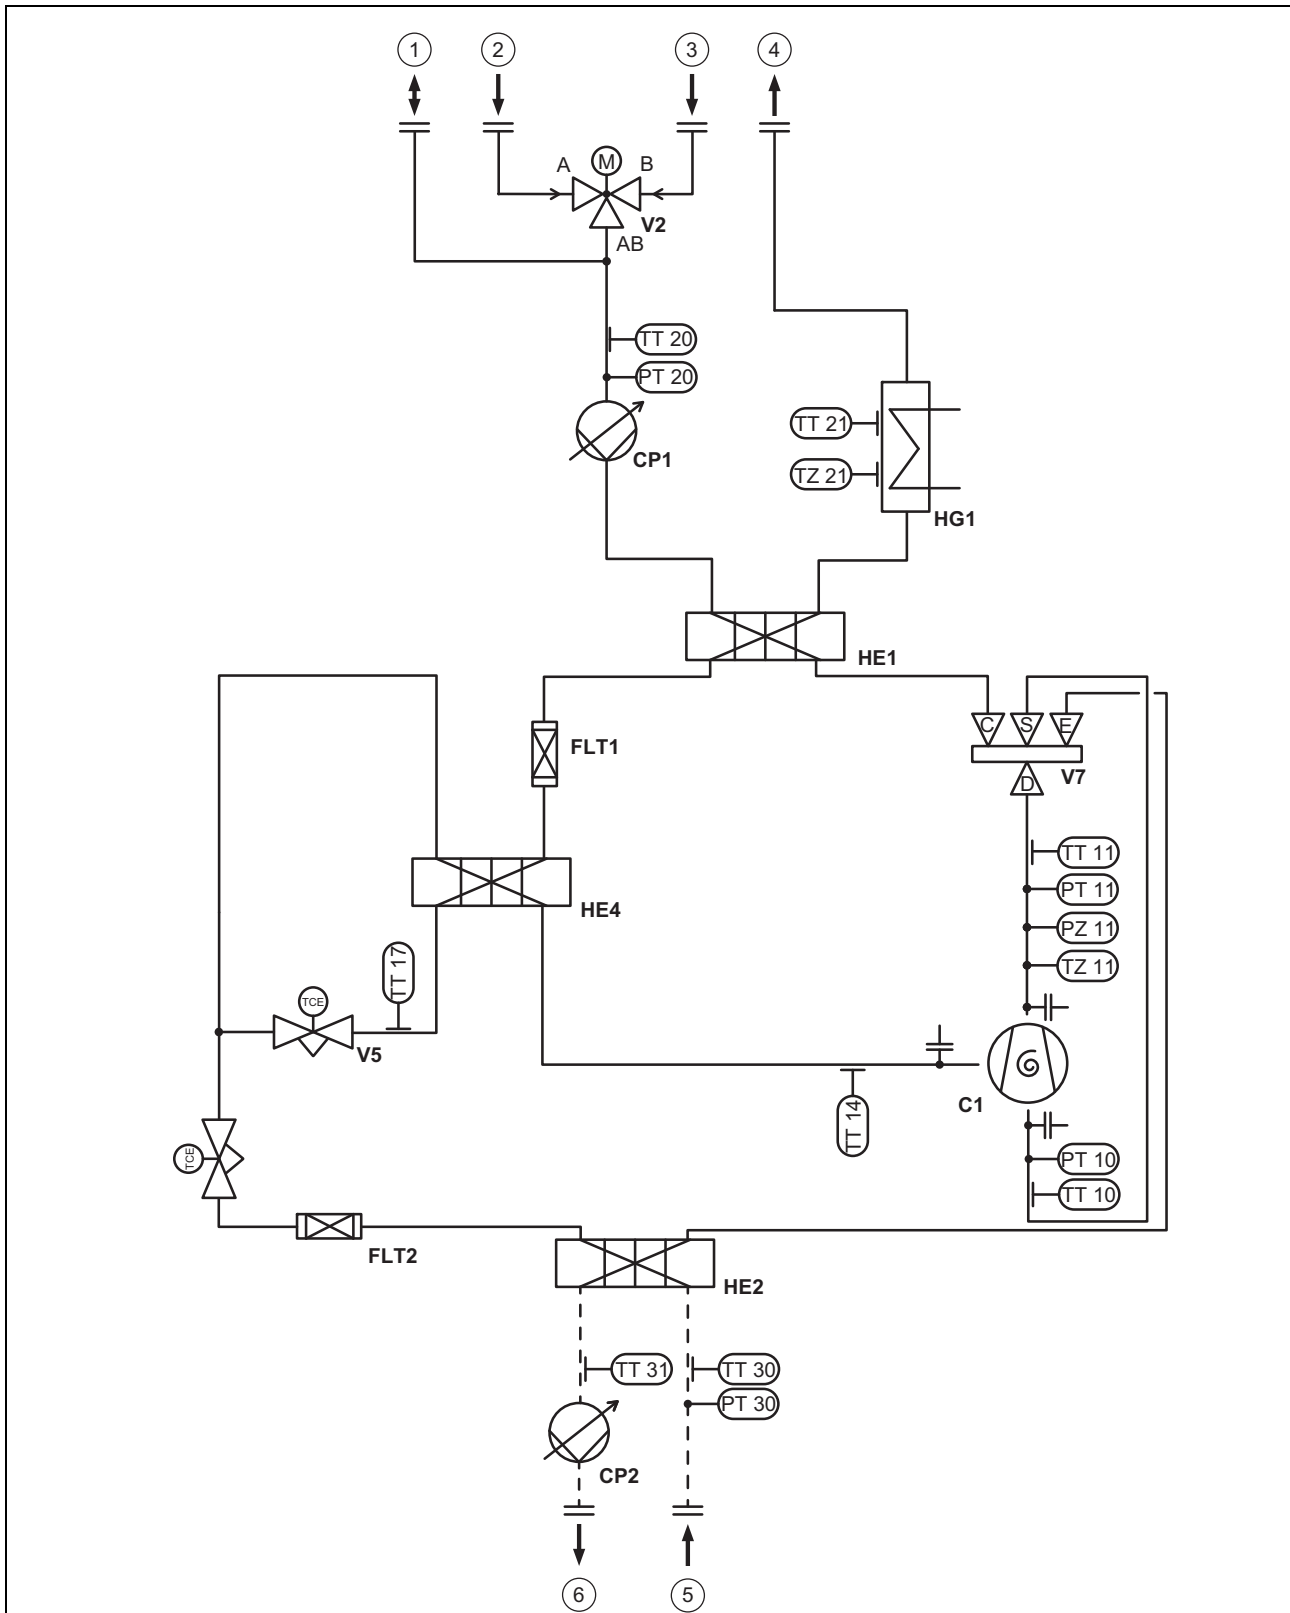 1
2
3
4
A
M
B
V2
AB
TT 20
PT 20
CP1
TT 21
TZ 21
HG1
HE1
FLT1
C
S
E
V7
D
TT 11
PT 11
PZ 11
TZ 11
HE4
TT 17
TCE
V5
C1
TT 14
TCE
PT 10
TT 10
FLT2
HE2
TT 31
TT 30
PT 30
CP2
6
5